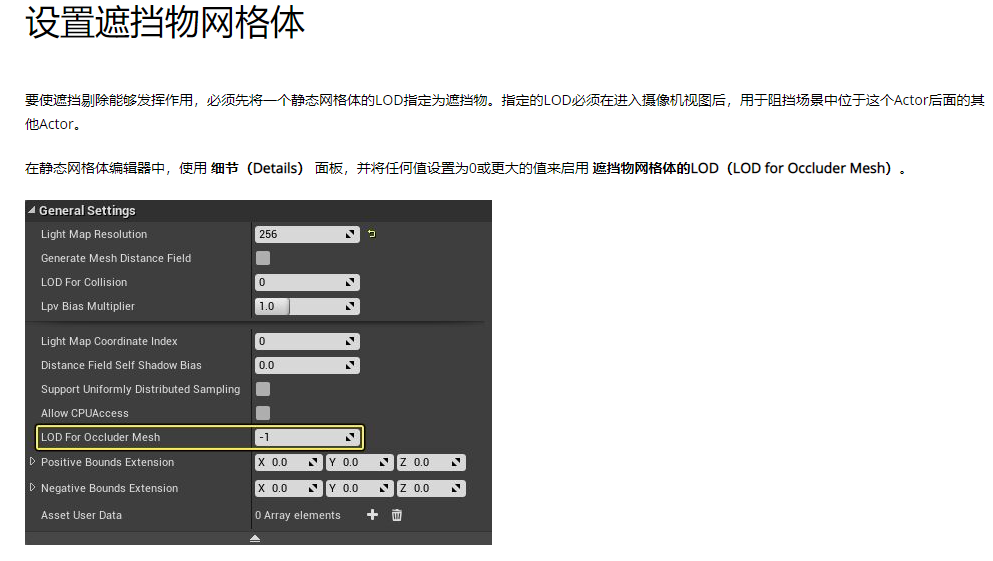 设置遮挡物网格体
要使遮挡剔除能够发挥作用，必须先将一个静态网格体的LOD指定为遮挡物。指定的LOD必须在进入摄像机视图后，用于阻挡场景中位于这个Actor后面的其
他Actor。
在静态网格体编辑器中，使用 细节（Details） 面板，并将任何值设置为0或更大的值来启用 遮挡物网格体的LOD（LOD for Occluder Mesh）。
General Settings
Light Map Resolution 256
Generate Mesh Distance Field
LOD For Collision 0
Lpv Bias Multiplier 1.0
Light Map Coordinate Index 0
Distance Field Self Shadow Bias 0.0
Support Uniformly Distributed Sampling
Allow CPUAccess
LOD For Occluder Mesh -1
Positive Bounds Extension X 0.0 Y 0.0 Z 0.0
Negative Bounds Extension X 0.0 Y 0.0 Z 0.0
Asset User Data 0 Array elements